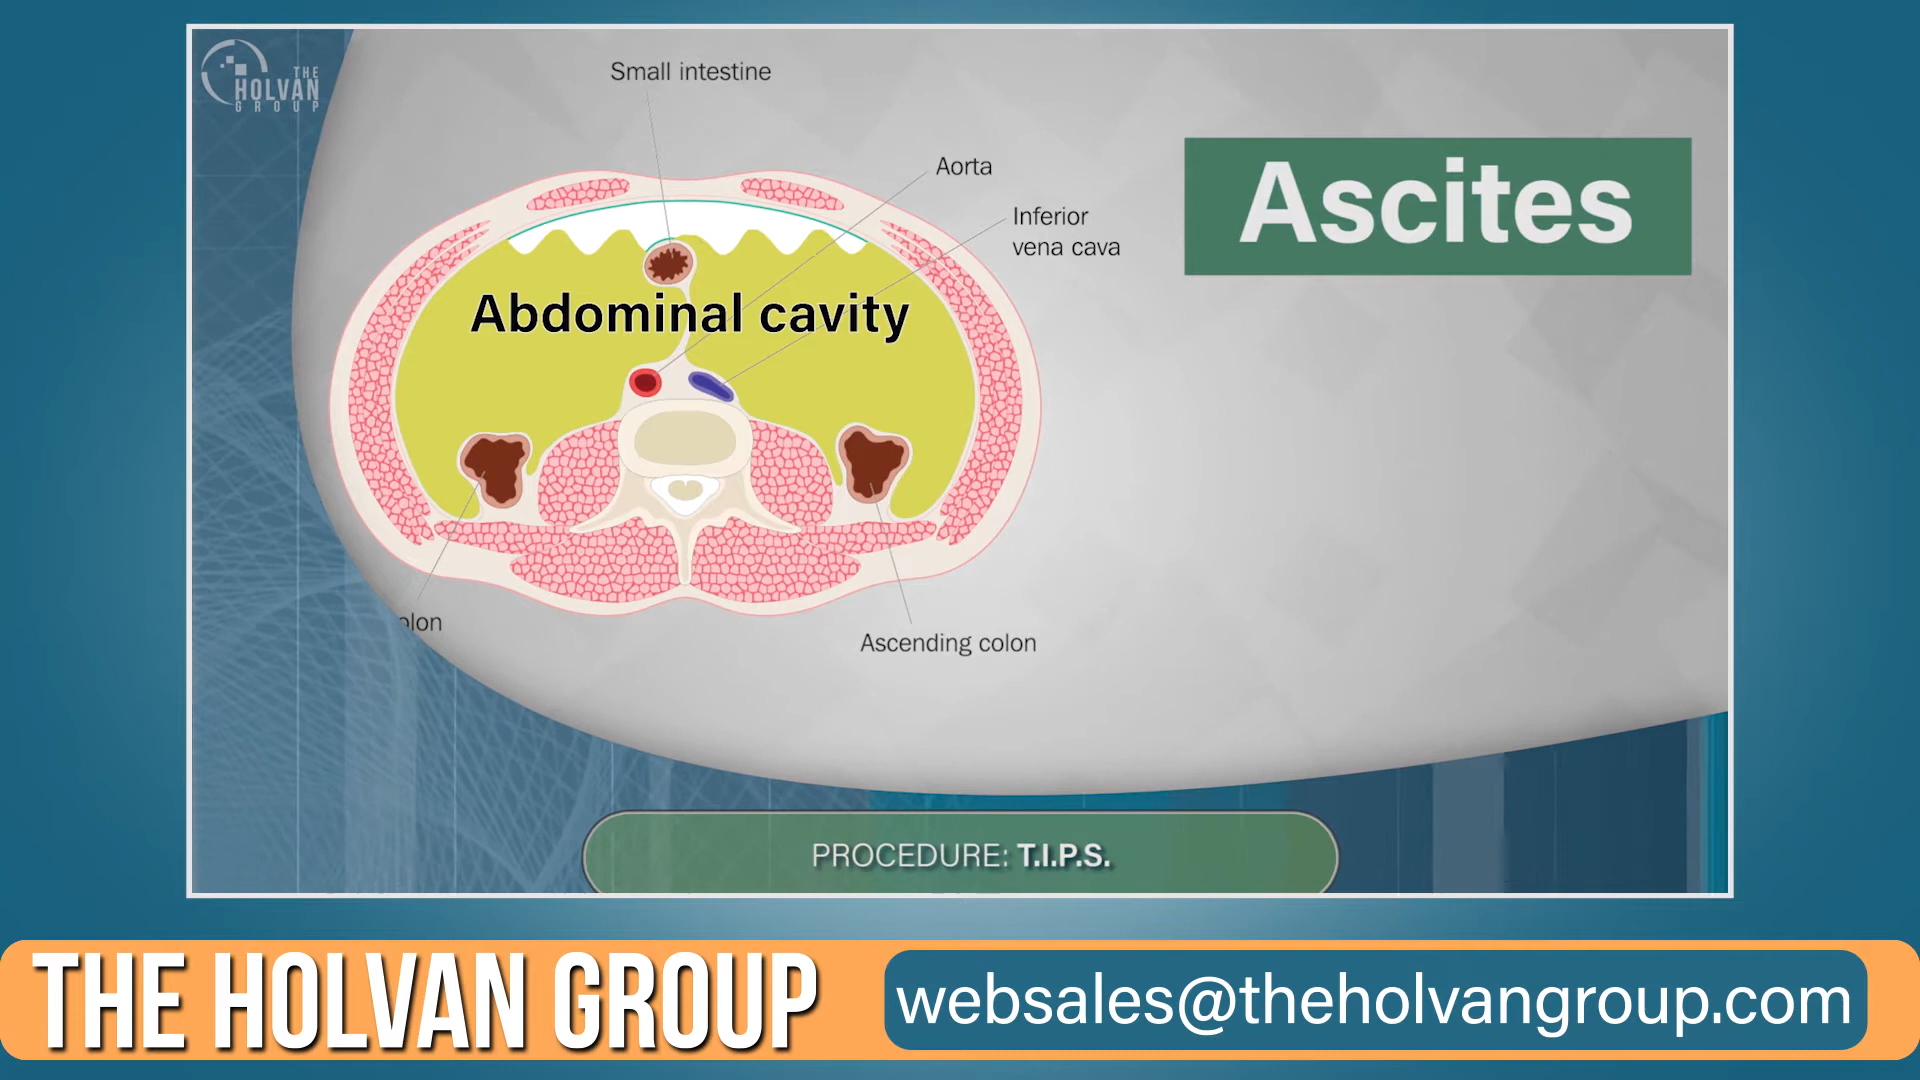 THE
HOLVAN
GROUP
Small intestine
Aorta
Inferior
vena cava
Ascites
Abdominal cavity
olon
Ascending colon
PROCEDURE: T.I.P.S.
THE HOLVAN GROUP
websales@theholvangroup.com